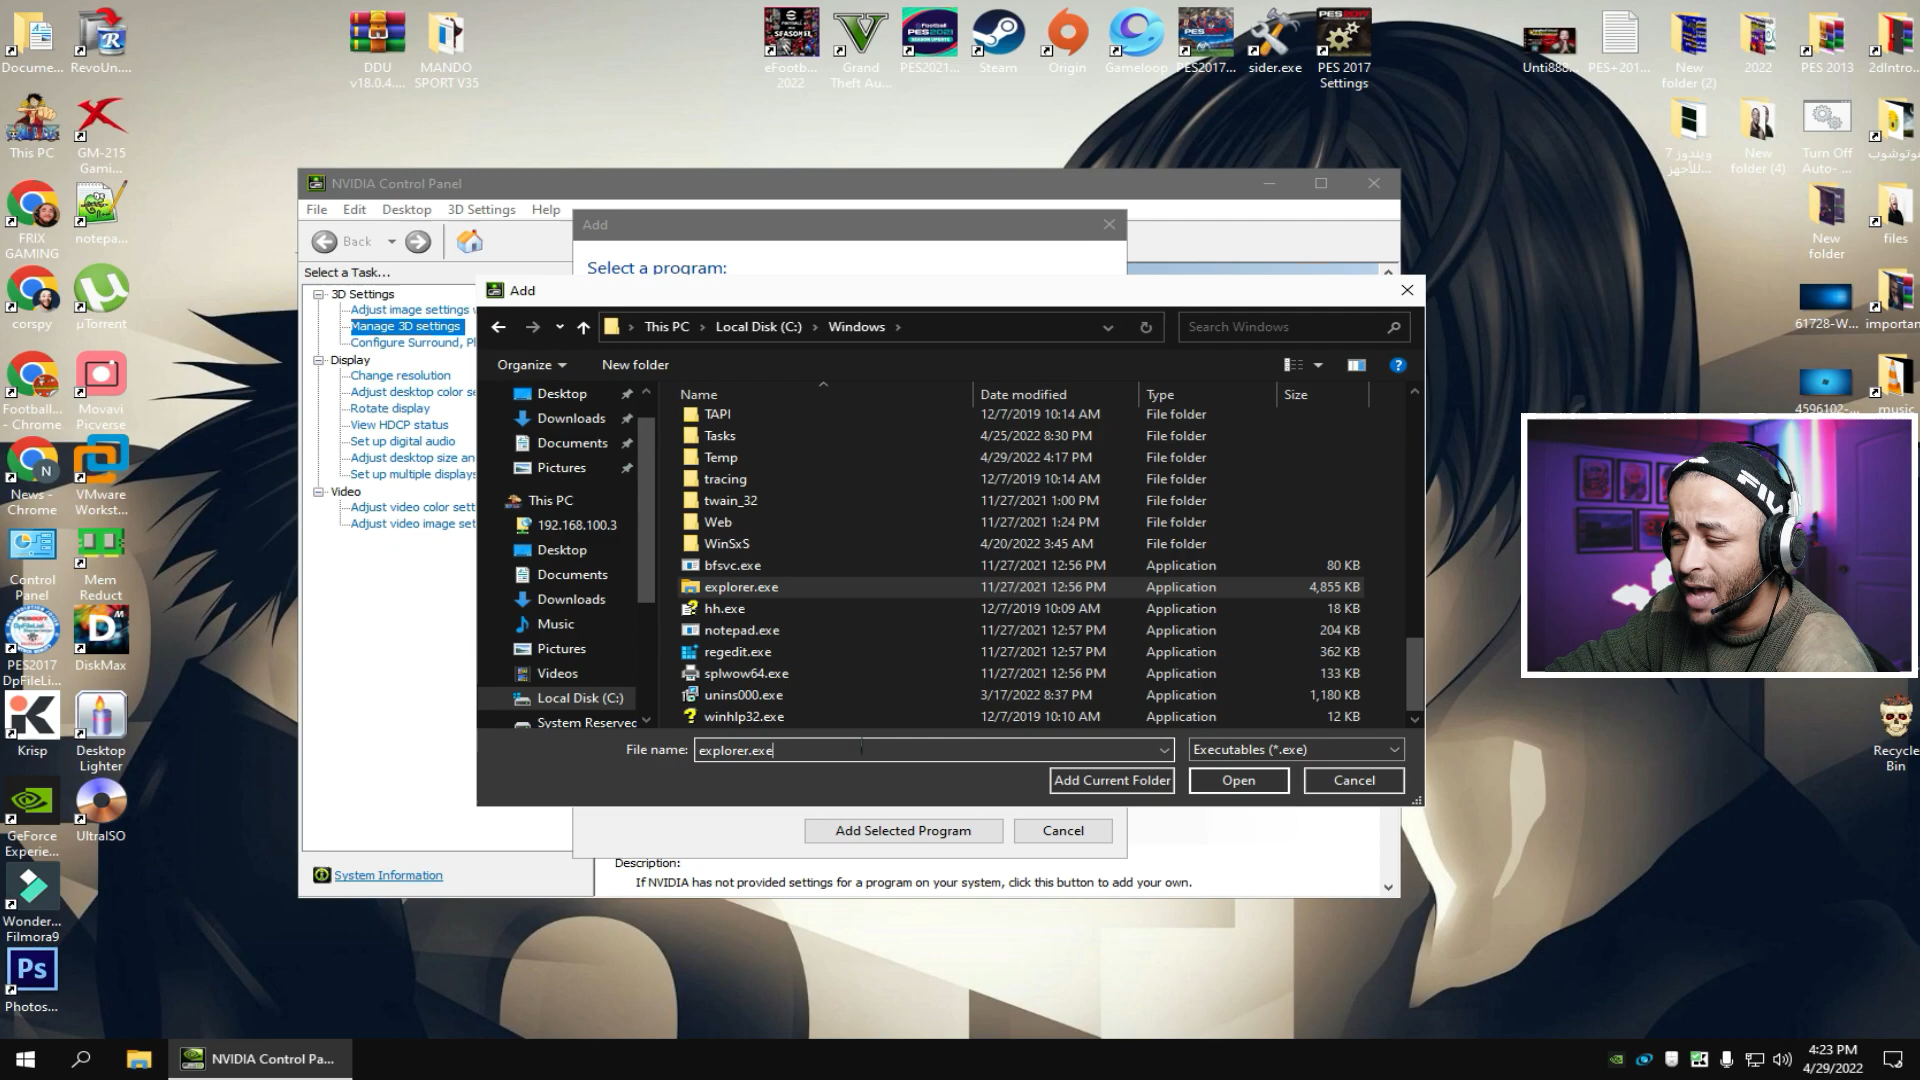 Docume...
RevoUn....
DDU
v18.0.4....
MANDO
SPORT V35
eFootb...
2022
Grand
Theft Au...
PES2021...
Steam
Origin
Gameloop
PES2017...
sider.exe
PES 2017
Settings
Unti888...
PES+201...
New
folder (2)
2022
PES 2013
2dIntro...
This PC
GM-215
Gami...
ويندوز 7
للأجهز...
New
folder (4)
Turn Off
Auto- ...
فوتوشوب
FRIX
GAMING
notepa...
New
folder
files
corspy
µTorrent
61728-W...
importan
Football...
- Chrome
Movavi
Picverse
4596102-...
music
News -
Chrome
VMware
Workst...
Control
Panel
Mem
Reduct
PES2017
DpFileLi...
DiskMax
Krisp
Desktop
Lighter
Recycle
Bin
GeForce
Experie...
UltraISO
Wonder...
Filmora9
Ps
Photos...
NVIDIA Control Panel
File Edit Desktop 3D Settings Help
Back
Select a Task...
3D Settings
Adjust image settings
Manage 3D settings
Configure Surround, P
Display
Change resolution
Adjust desktop color se
Rotate display
View HDCP status
Set up digital audio
Adjust desktop size an
Set up multiple displays
Video
Adjust video color sett
Adjust video image set
System Information
Add
Select a program:
Add
This PC › Local Disk (C:) › Windows ›
Search Windows
Organize
New folder
Desktop
Downloads
Documents
Pictures
This PC
192.168.100.3
Desktop
Documents
Downloads
Music
Pictures
Videos
Local Disk (C:)
System Reserved
Name Date modified Type Size
TAPI 12/7/2019 10:14 AM File folder
Tasks 4/25/2022 8:30 PM File folder
Temp 4/29/2022 4:17 PM File folder
tracing 12/7/2019 10:14 AM File folder
twain_32 11/27/2021 1:00 PM File folder
Web 11/27/2021 1:24 PM File folder
WinSxS 4/20/2022 3:45 AM File folder
bfsvc.exe 11/27/2021 12:56 PM Application 80 KB
explorer.exe 11/27/2021 12:56 PM Application 4,855 KB
hh.exe 12/7/2019 10:09 AM Application 18 KB
notepad.exe 11/27/2021 12:57 PM Application 204 KB
regedit.exe 11/27/2021 12:57 PM Application 362 KB
splwow64.exe 11/27/2021 12:56 PM Application 133 KB
unins000.exe 3/17/2022 8:37 PM Application 1,180 KB
winhlp32.exe 12/7/2019 10:10 AM Application 12 KB
File name: explorer.exe
Executables (*.exe)
Add Current Folder
Open
Cancel
Add Selected Program
Cancel
Description:
If NVIDIA has not provided settings for a program on your system, click this button to add your own.
FILA
NVIDIA Control Pa...
4:23 PM
4/29/2022